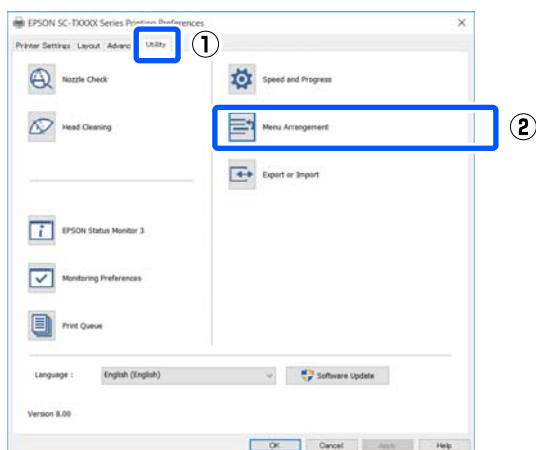 EPSON SC-TXXXX Series Printing Preferences
Printer Settings Layout Advanc Utility ①
Nozzle Check
Speed and Progress
Head Cleaning
Menu Arrangement ②
Export or Import
EPSON Status Monitor 3
Monitoring Preferences
Print Queue
Language : English (English) Software Update
Version 8.00
OK Cancel Apply Help